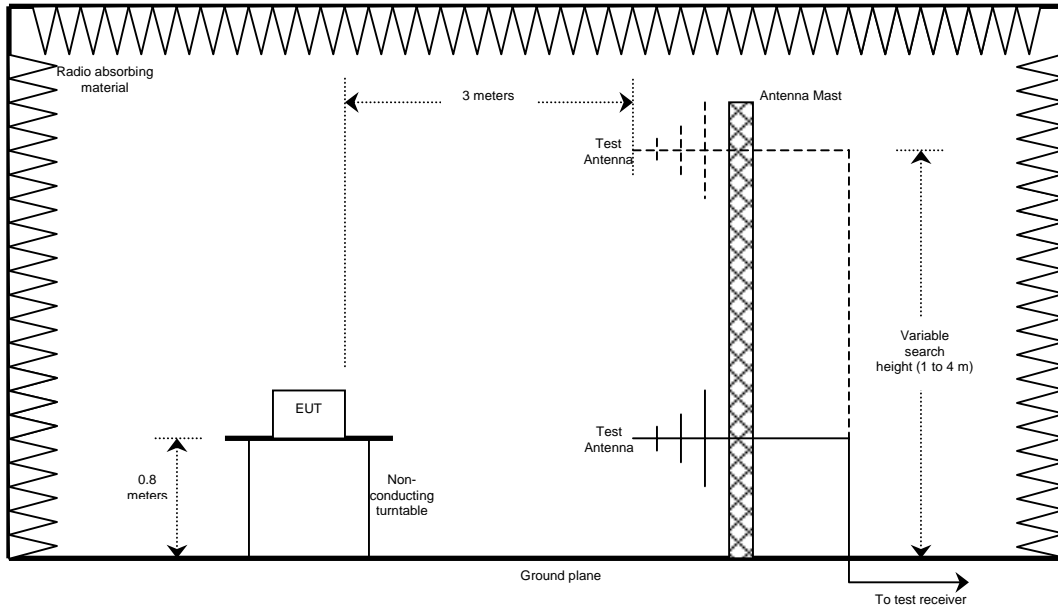 Radio absorbing
material
3 meters
Antenna Mast
Test
Antenna
Variable
search
height (1 to 4 m)
EUT
Test
Antenna
0.8
meters
Non-
conducting
turntable
Ground plane
To test receiver